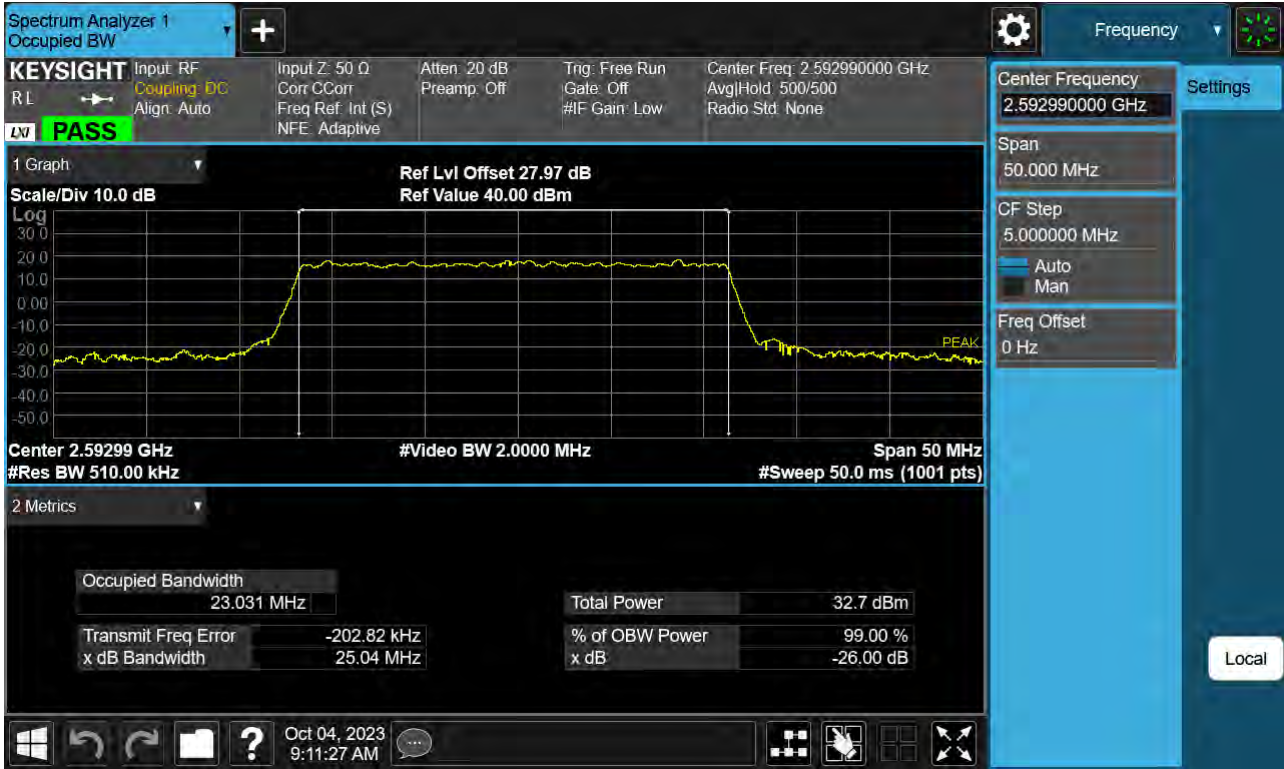 Spectrum Analyzer 1
Occupied BW
+
Frequency
KEYSIGHT
RL
LXI
PASS
Input: RF
Coupling: DC
Align: Auto
Input Z: 50 Ω
Corr CCorr
Freq Ref: Int (S)
NFE: Adaptive
Atten: 20 dB
Preamp: Off
Trig: Free Run
Gate: Off
#IF Gain: Low
Center Freq: 2.592990000 GHz
Avg|Hold: 500/500
Radio Std: None
Center Frequency
2.592990000 GHz
Settings
Span
50.000 MHz
CF Step
5.000000 MHz
Auto
Man
Freq Offset
0 Hz
1 Graph
Scale/Div 10.0 dB
Ref Lvl Offset 27.97 dB
Ref Value 40.00 dBm
Log
30.0
20.0
10.0
0.00
-10.0
-20.0
-30.0
-40.0
-50.0
PEAK
Center 2.59299 GHz
#Video BW 2.0000 MHz
Span 50 MHz
#Res BW 510.00 kHz
#Sweep 50.0 ms (1001 pts)
2 Metrics
Occupied Bandwidth
23.031 MHz
Total Power 32.7 dBm
Transmit Freq Error -202.82 kHz
% of OBW Power 99.00 %
x dB Bandwidth 25.04 MHz
x dB -26.00 dB
Local
?
Oct 04, 2023
9:11:27 AM